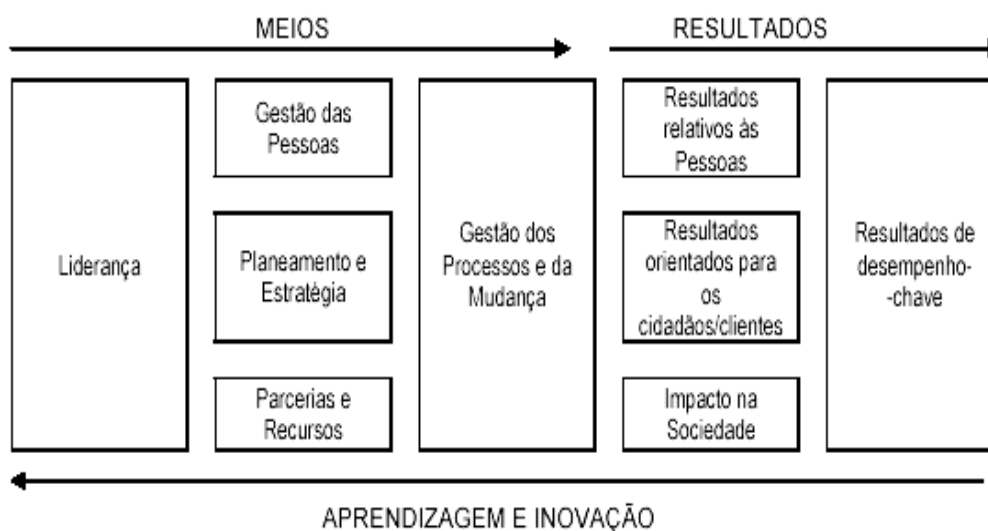 MEIOS
RESULTADOS
Liderança
Gestão das
Pessoas
Planeamento e
Estratégia
Parcerias e
Recursos
Gestão dos
Processos e da
Mudança
Resultados
relativos às
Pessoas
Resultados
orientados para
os
cidadãos/clientes
Impacto na
Sociedade
Resultados de
desempenho-
-chave
APRENDIZAGEM E INOVAÇÃO